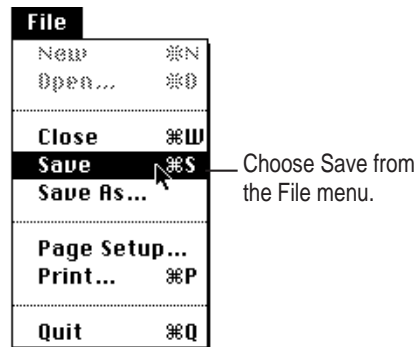 File
New ⌘N
Open... ⌘O
Close ⌘W
Save ⌘S
Save As...
Page Setup...
Print... ⌘P
Quit ⌘Q
Choose Save from
the File menu.